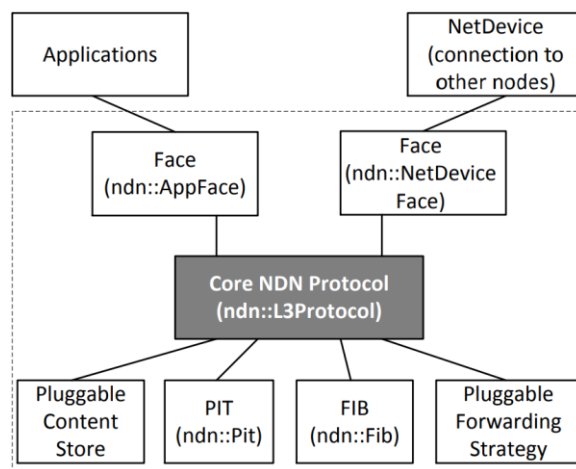 Applications
NetDevice
(connection to
other nodes)
Face
(ndn::AppFace)
Face
(ndn::NetDevice
Face)
Core NDN Protocol
(ndn::L3Protocol)
Pluggable
Content
Store
PIT
(ndn::Pit)
FIB
(ndn::Fib)
Pluggable
Forwarding
Strategy